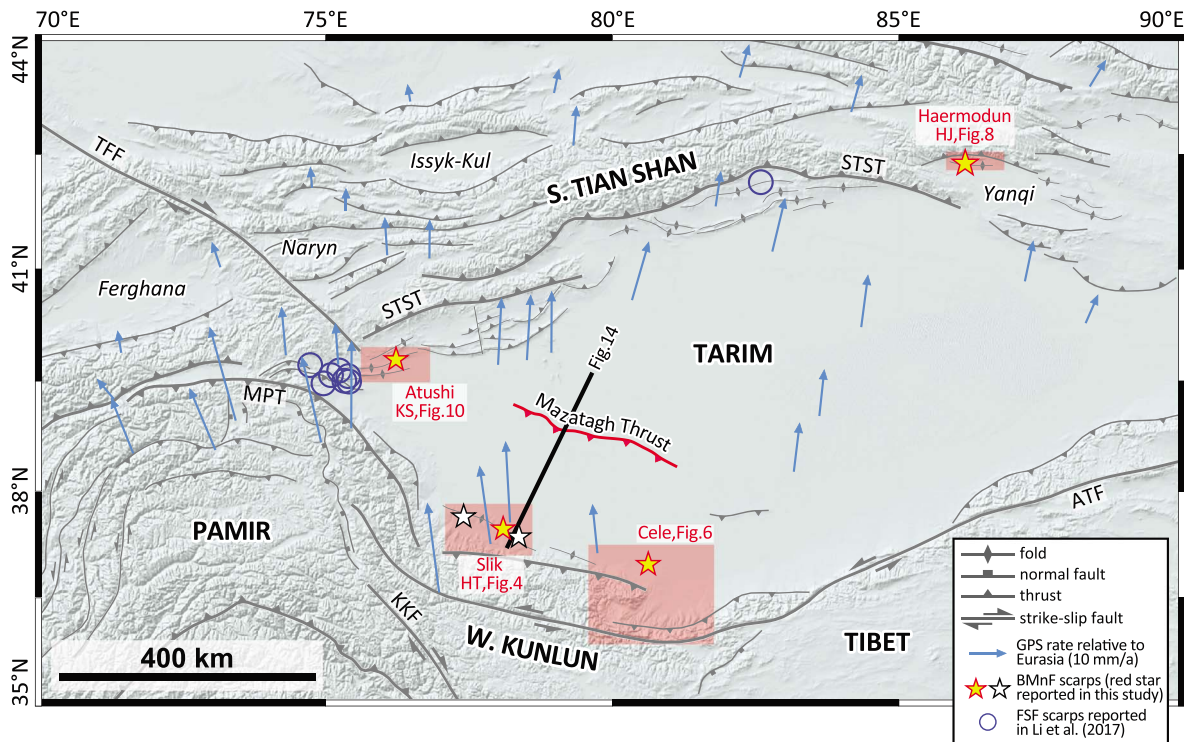 70°E 75°E 80°E 85°E 90°E
44°N
41°N
38°N
35°N
TFF
Issyk-Kul
S. TIAN SHAN
STST
Haermodun
HJ,Fig.8
Yanqi
Naryn
Ferghana
STST
Fig.14
TARIM
MPT
Atushi
KS,Fig.10
Mazatagh Thrust
PAMIR
Slik
HT,Fig.4
Cele,Fig.6
ATF
KKF
W. KUNLUN
TIBET
400 km
fold
normal fault
thrust
strike-slip fault
GPS rate relative to
Eurasia (10 mm/a)
BMnF scarps (red star
reported in this study)
FSF scarps reported
in Li et al. (2017)